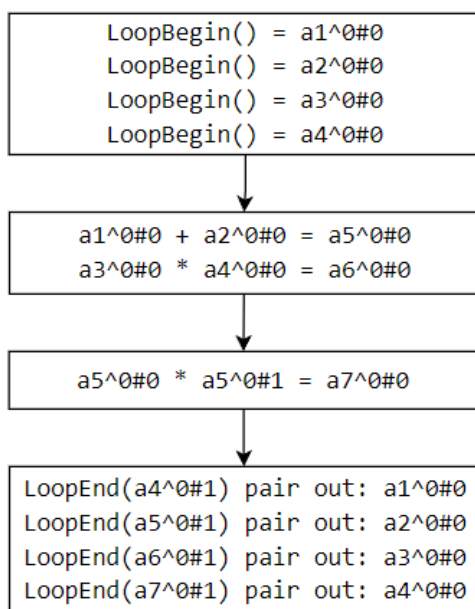 LoopBegin() = a1^0#0
LoopBegin() = a2^0#0
LoopBegin() = a3^0#0
LoopBegin() = a4^0#0
a1^0#0 + a2^0#0 = a5^0#0
a3^0#0 * a4^0#0 = a6^0#0
a5^0#0 * a5^0#1 = a7^0#0
LoopEnd(a4^0#1) pair out: a1^0#0
LoopEnd(a5^0#1) pair out: a2^0#0
LoopEnd(a6^0#1) pair out: a3^0#0
LoopEnd(a7^0#1) pair out: a4^0#0